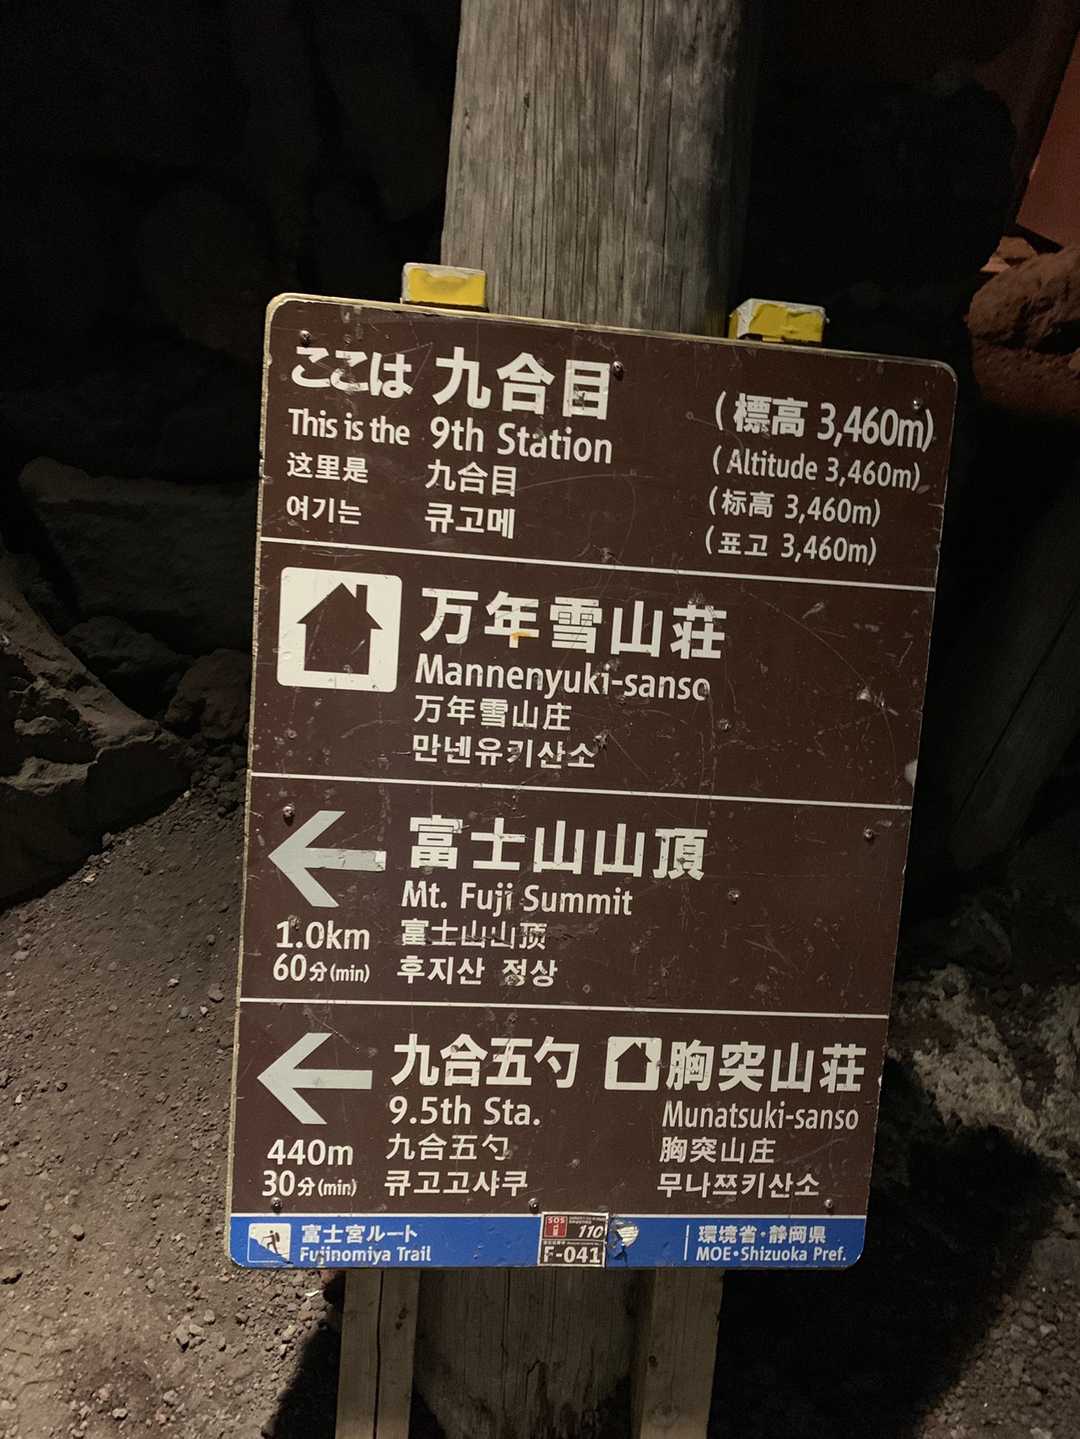 ここは 九合目 (標高 3,460m)
This is the 9th Station (Altitude 3,460m)
这里是 九合目 (标高 3,460m)
여기는 큐고메 (표고 3,460m)
万年雪山荘
Mannenyuki-sanso
万年雪山庄
만넨유키산소
富士山山頂
Mt. Fuji Summit
1.0km 富士山山顶
60分(min) 후지산 정상
九合五勺 胸突山荘
9.5th Sta. Munatsuki-sanso
440m 九合五勺 胸突山庄
30分(min) 큐고고샤쿠 무나쯔키산소
富士宮ルート
Fujinomiya Trail
SOS 110
F-041
環境省・静岡県
MOE・Shizuoka Pref.